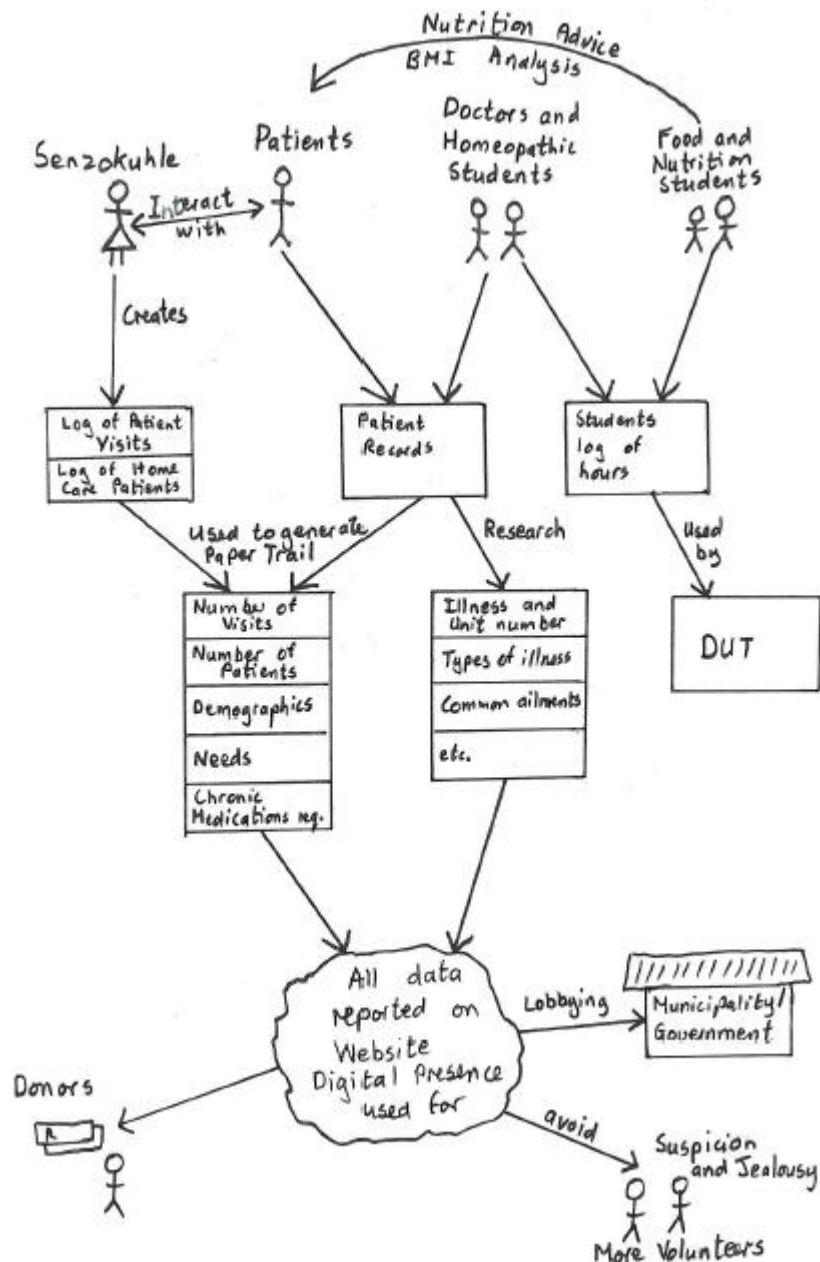 Nutrition Advice
BMI Analysis
Senzokuhle
Patients
Doctors and
Homeopathic
Students
Food and
Nutrition
Students
Interact
with
Creates
Log of Patient
Visits
Log of Home
Care Patients
Patient
Records
Students
log of
hours
Used to generate
Paper Trail
Research
Used
by
Number of
Visits
Number of
Patients
Demographics
Needs
Chronic
Medications req.
Illness and
Unit number
Types of illness
Common ailments
etc.
DUT
All data
reported on
Website
Digital Presence
used for
Lobbying
Municipality/
Government
Donors
R
avoid
Suspicion
and Jealousy
More Volunteers